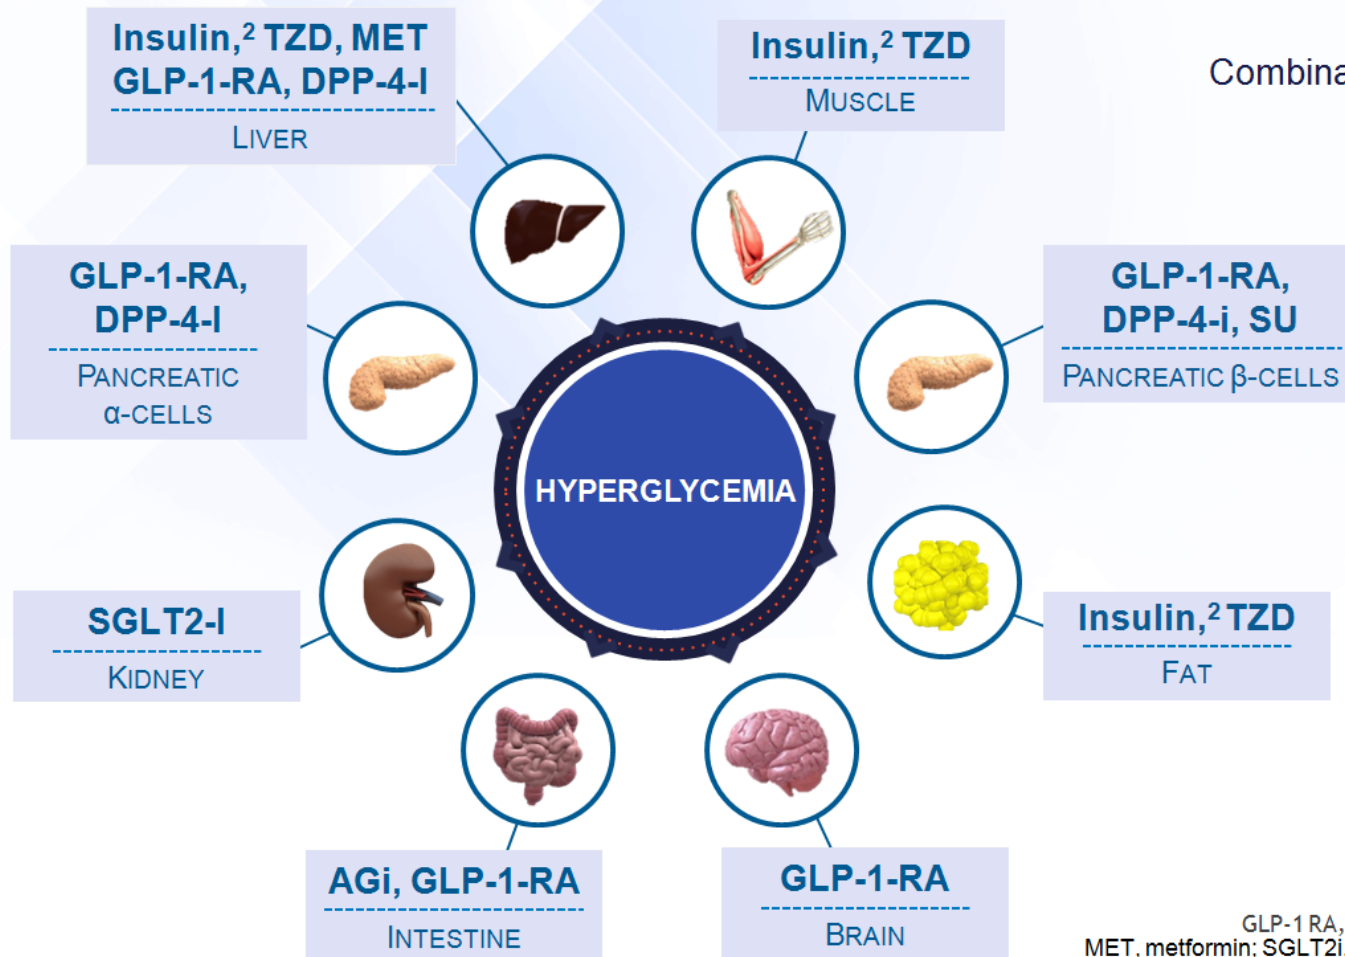 Insulin,² TZD, MET
GLP-1-RA, DPP-4-I
LIVER
Insulin,² TZD
MUSCLE
Combina
GLP-1-RA,
DPP-4-I
PANCREATIC
α-CELLS
GLP-1-RA,
DPP-4-i, SU
PANCREATIC β-CELLS
HYPERGLYCEMIA
SGLT2-I
KIDNEY
Insulin,² TZD
FAT
AGi, GLP-1-RA
INTESTINE
GLP-1-RA
BRAIN
GLP-1 RA,
MET, metformin; SGLT2i,